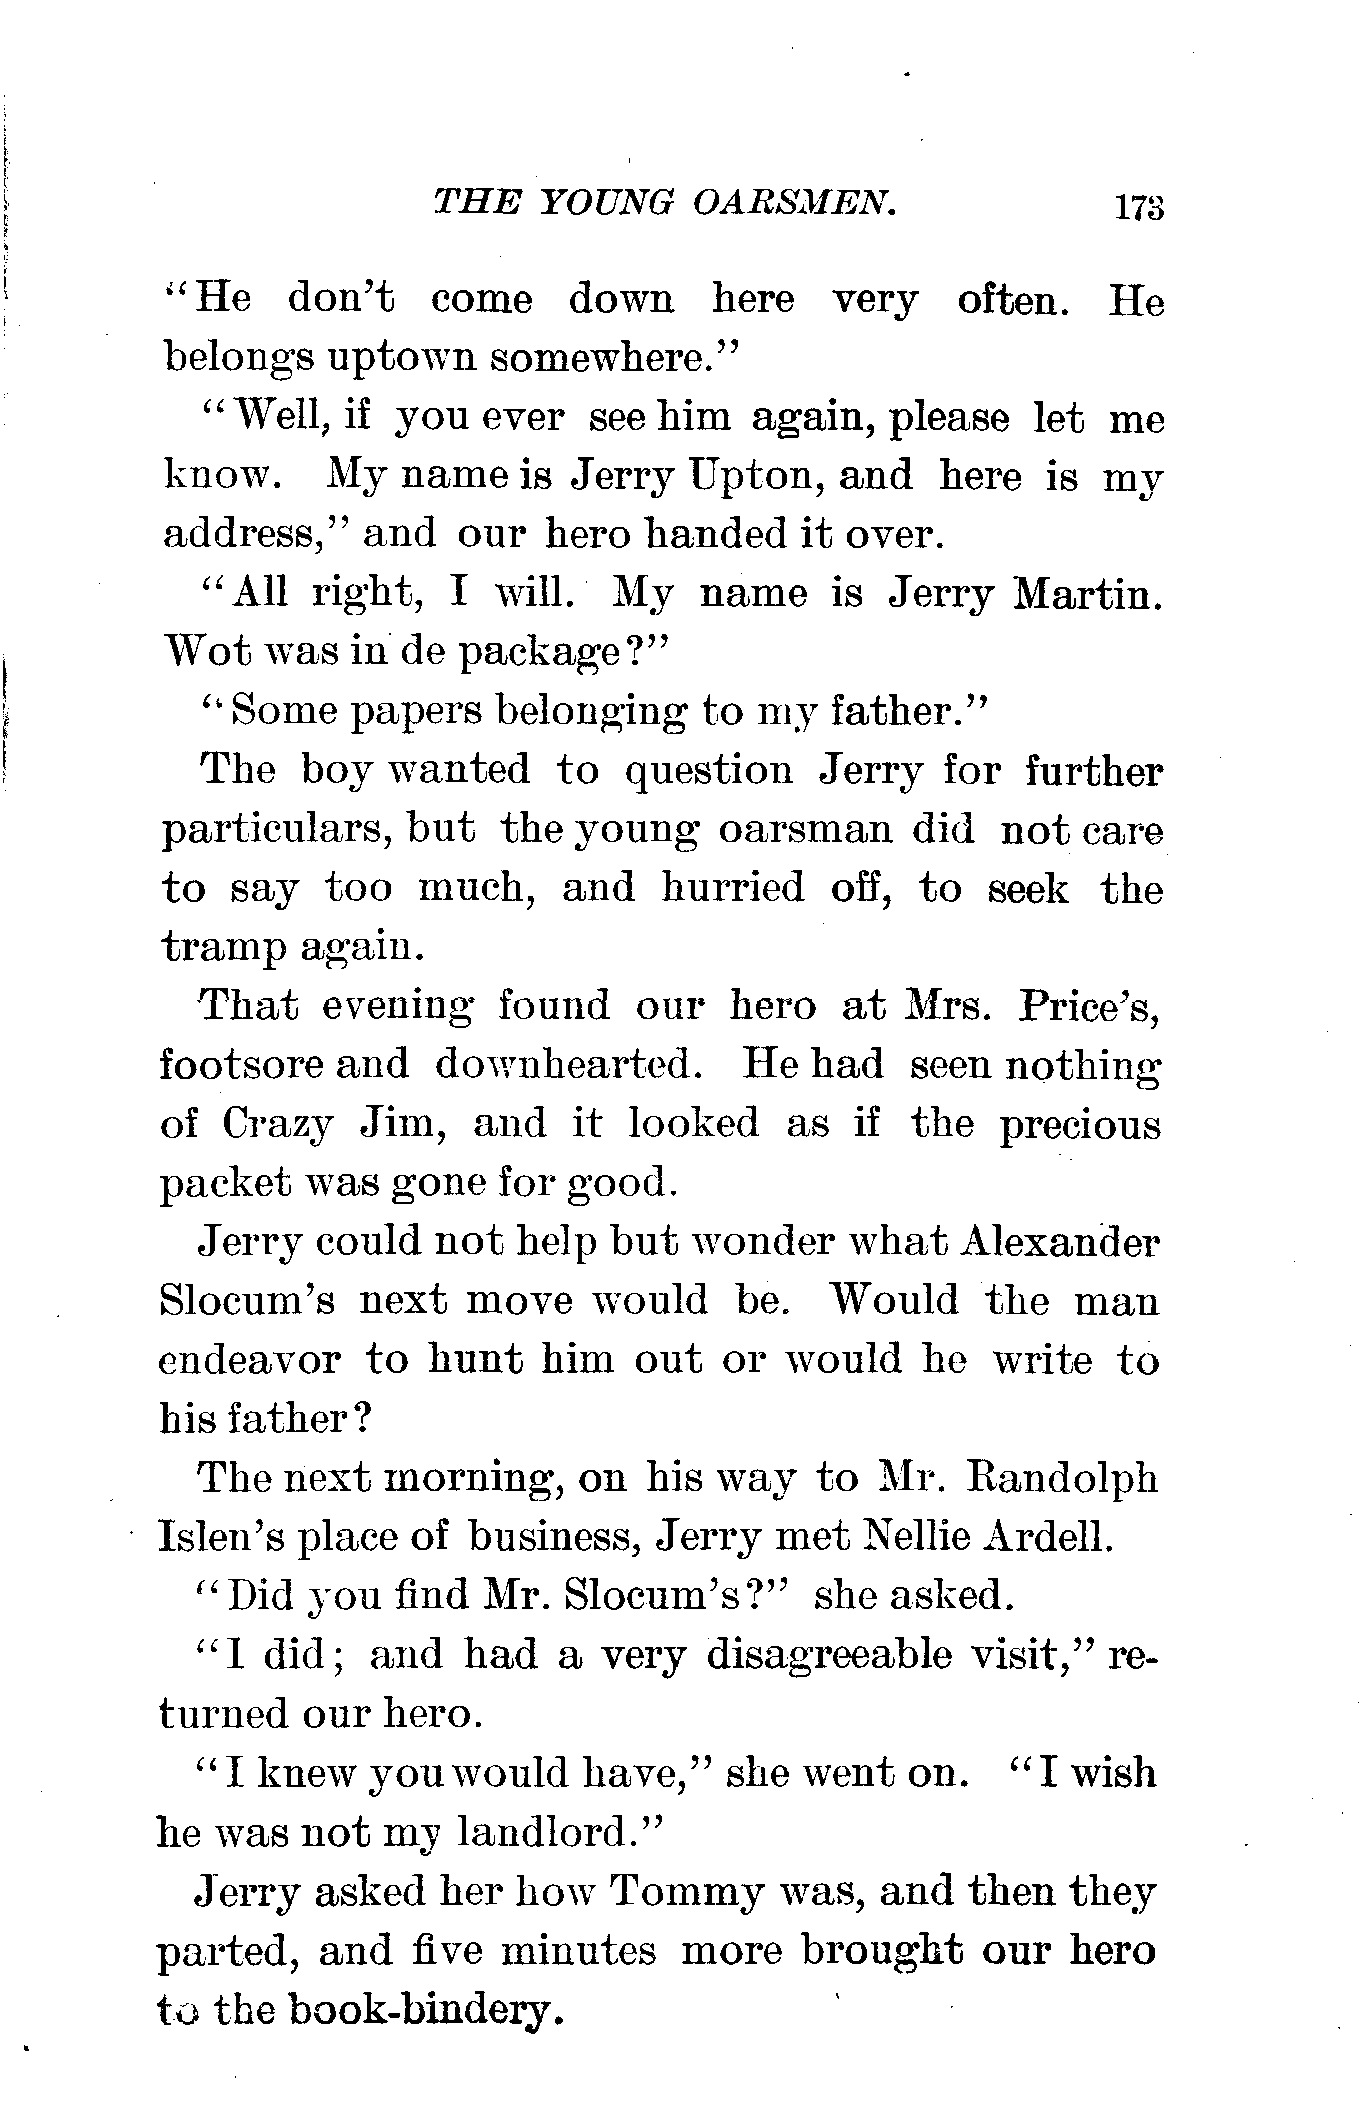 THE YOUNG OARSMEN. 173
"He don't come down here very often. He
belongs uptown somewhere."
"Well, if you ever see him again, please let me
know. My name is Jerry Upton, and here is my
address," and our hero handed it over.
"All right, I will. My name is Jerry Martin.
Wot was in de package?"
"Some papers belonging to my father."
The boy wanted to question Jerry for further
particulars, but the young oarsman did not care
to say too much, and hurried off, to seek the
tramp again.
That evening found our hero at Mrs. Price's,
footsore and downhearted. He had seen nothing
of Crazy Jim, and it looked as if the precious
packet was gone for good.
Jerry could not help but wonder what Alexander
Slocum's next move would be. Would the man
endeavor to hunt him out or would he write to
his father?
The next morning, on his way to Mr. Randolph
Islen's place of business, Jerry met Nellie Ardell.
"Did you find Mr. Slocum's?" she asked.
"I did; and had a very disagreeable visit," re-
turned our hero.
"I knew you would have," she went on. "I wish
he was not my landlord."
Jerry asked her how Tommy was, and then they
parted, and five minutes more brought our hero
to the book-bindery.